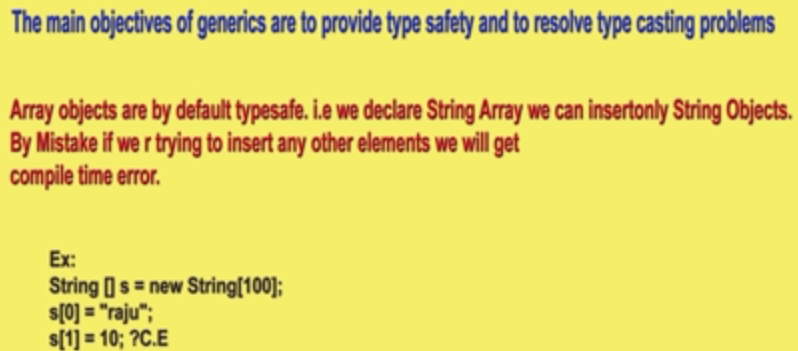 The main objectives of generics are to provide type safety and to resolve type casting problems
Array objects are by default typesafe. i.e we declare String Array we can insertonly String Objects.
By Mistake if we r trying to insert any other elements we will get
compile time error.
Ex:
String [] s = new String[100];
s[0] = "raju";
s[1] = 10; ?C.E